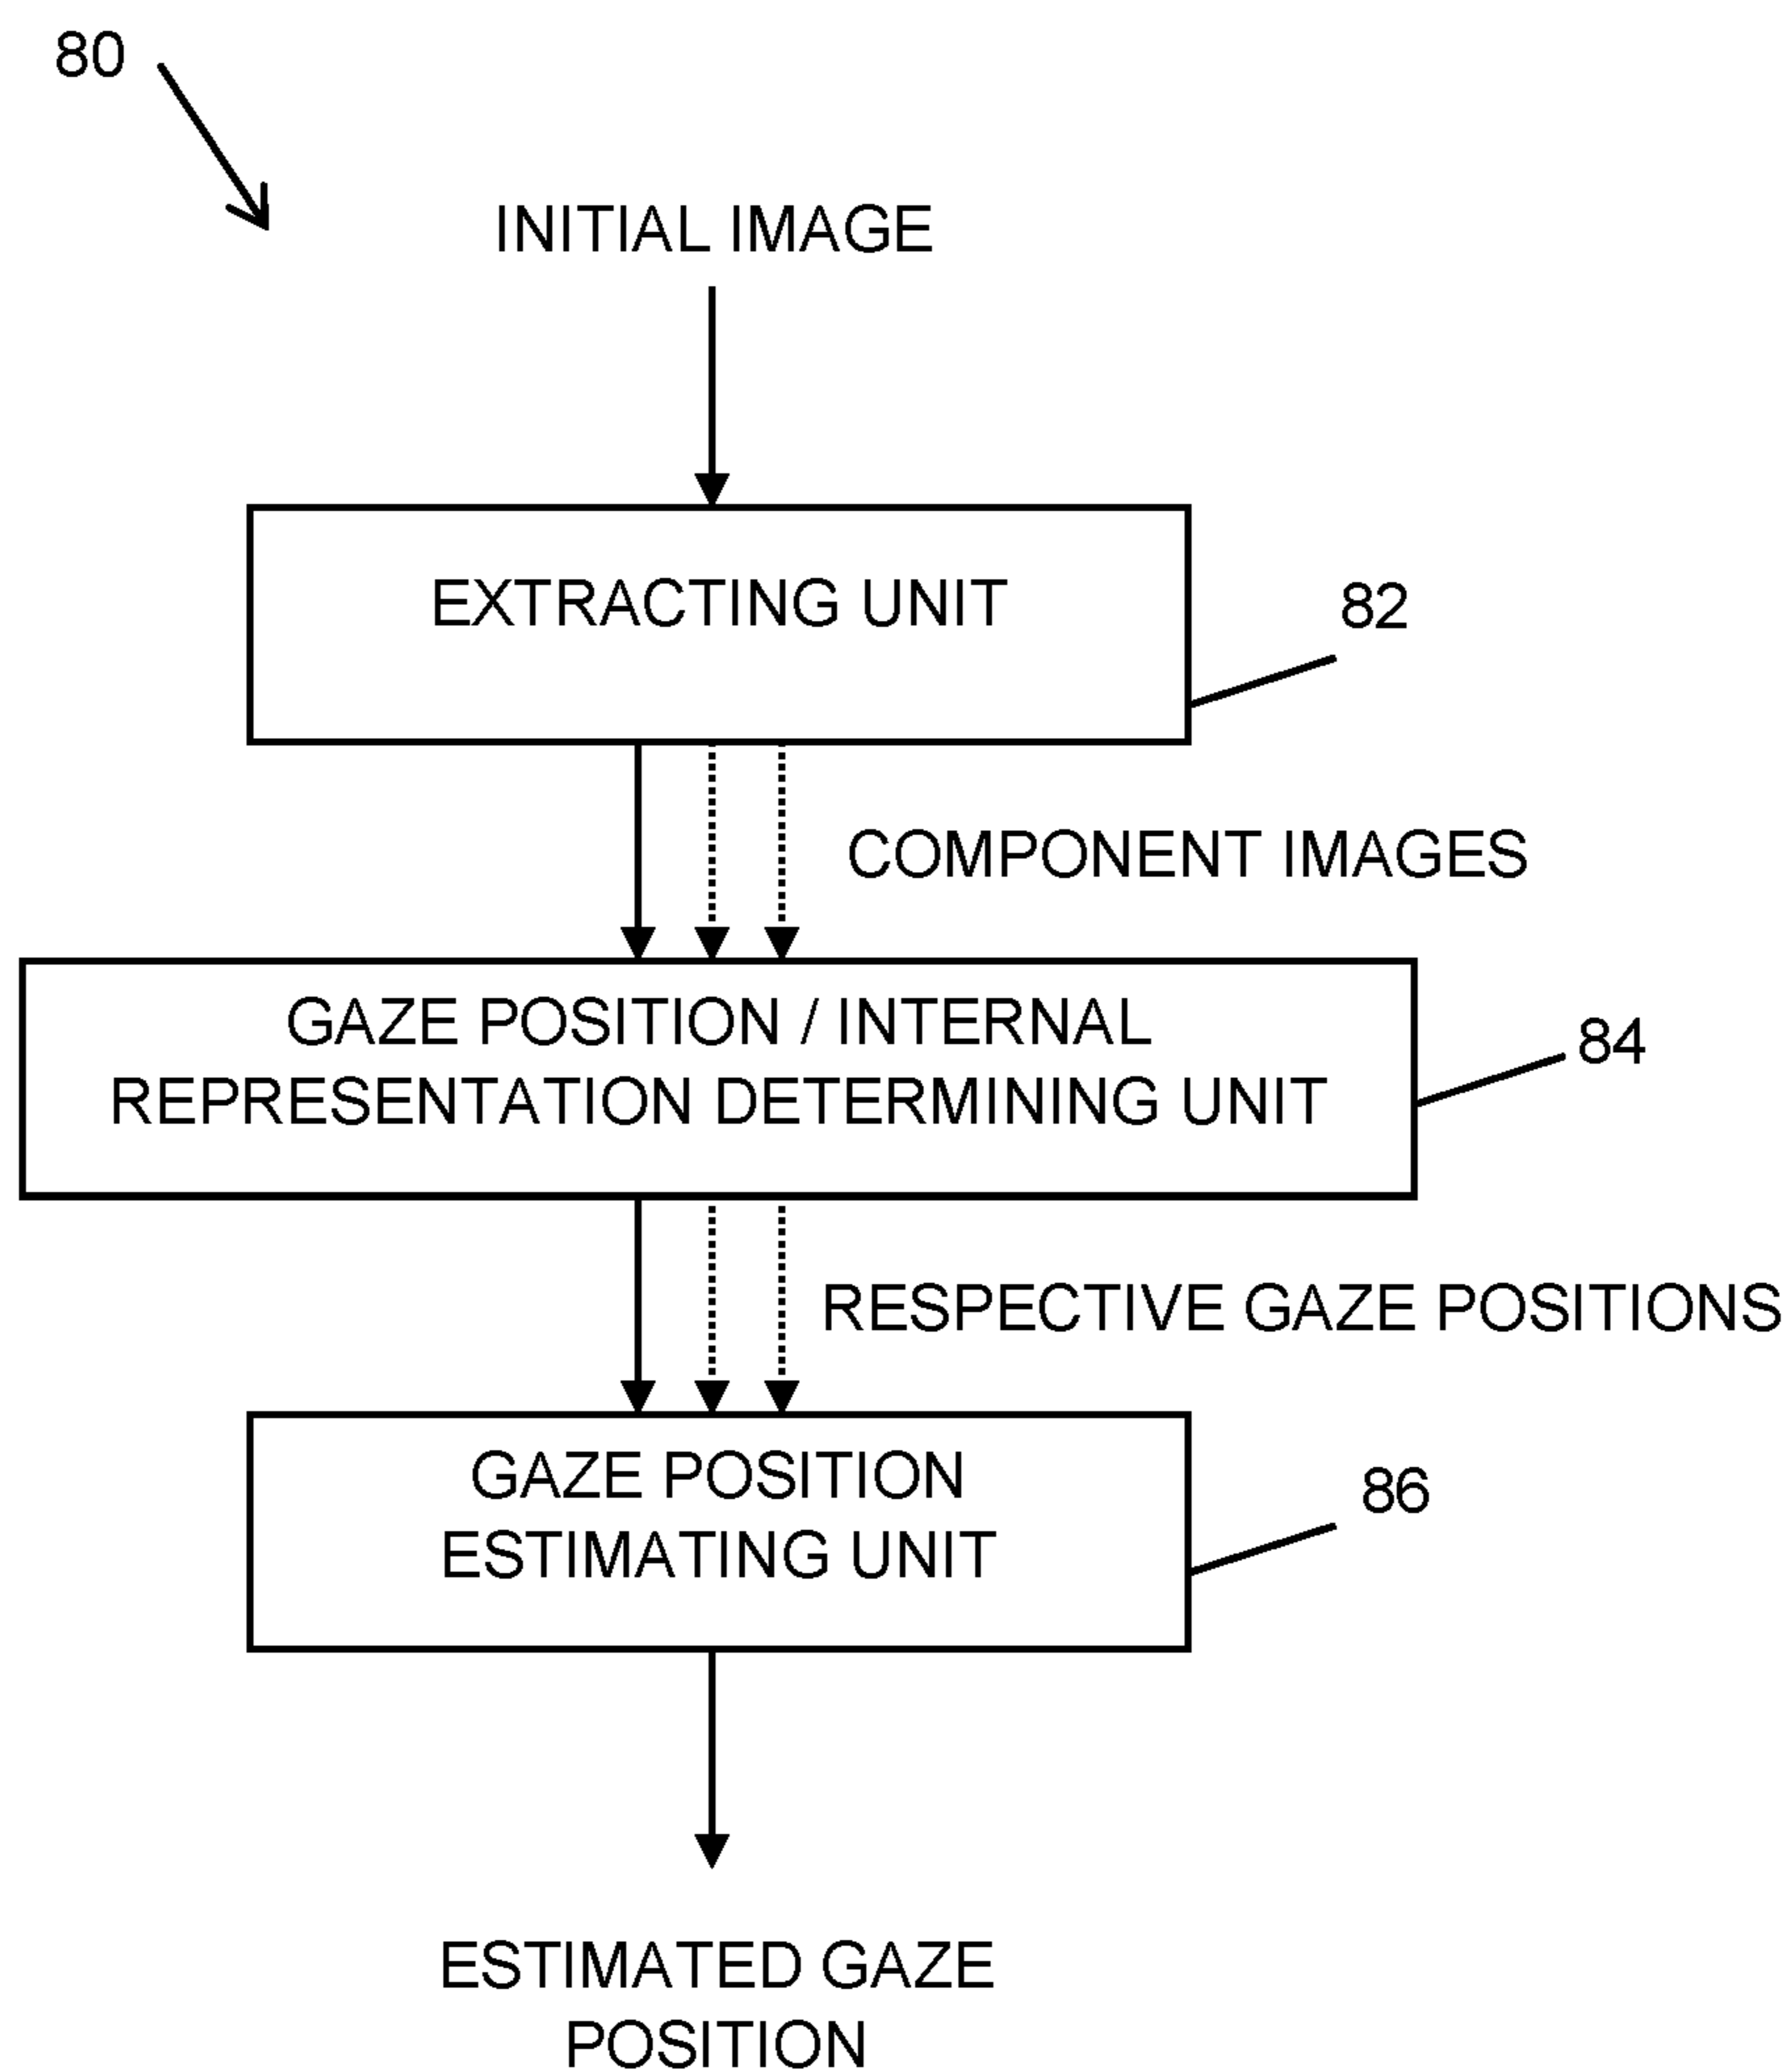 80
INITIAL IMAGE
EXTRACTING UNIT
82
COMPONENT IMAGES
GAZE POSITION / INTERNAL
REPRESENTATION DETERMINING UNIT
84
RESPECTIVE GAZE POSITIONS
GAZE POSITION
ESTIMATING UNIT
86
ESTIMATED GAZE
POSITION